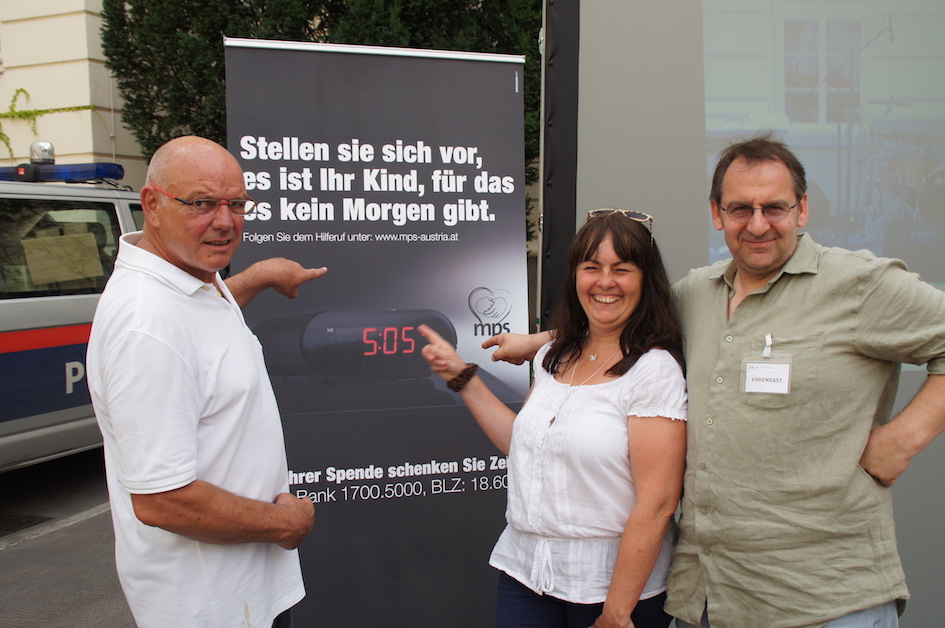 Stellen sie sich vor,
es ist Ihr Kind, für das
es kein Morgen gibt.
Folgen Sie dem Hilferuf unter: www.mps-austria.at
mps
5:05
hrer Spende schenken Sie Zei
Bank 1700.5000, BLZ: 18.60
P
EHRENGAST